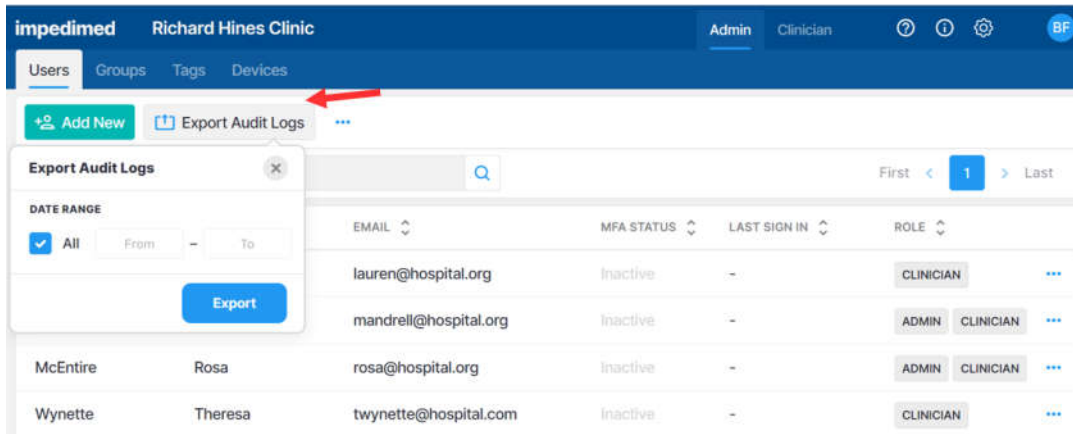 impedimed Richard Hines Clinic Admin Clinician BF
Users Groups Tags Devices
Add New Export Audit Logs
Export Audit Logs
First 1 Last
DATE RANGE
All From – To
Export
EMAIL MFA STATUS LAST SIGN IN ROLE
lauren@hospital.org Inactive - CLINICIAN
mandrell@hospital.org Inactive - ADMIN CLINICIAN
McEntire Rosa rosa@hospital.org Inactive - ADMIN CLINICIAN
Wynette Theresa twynette@hospital.com Inactive - CLINICIAN